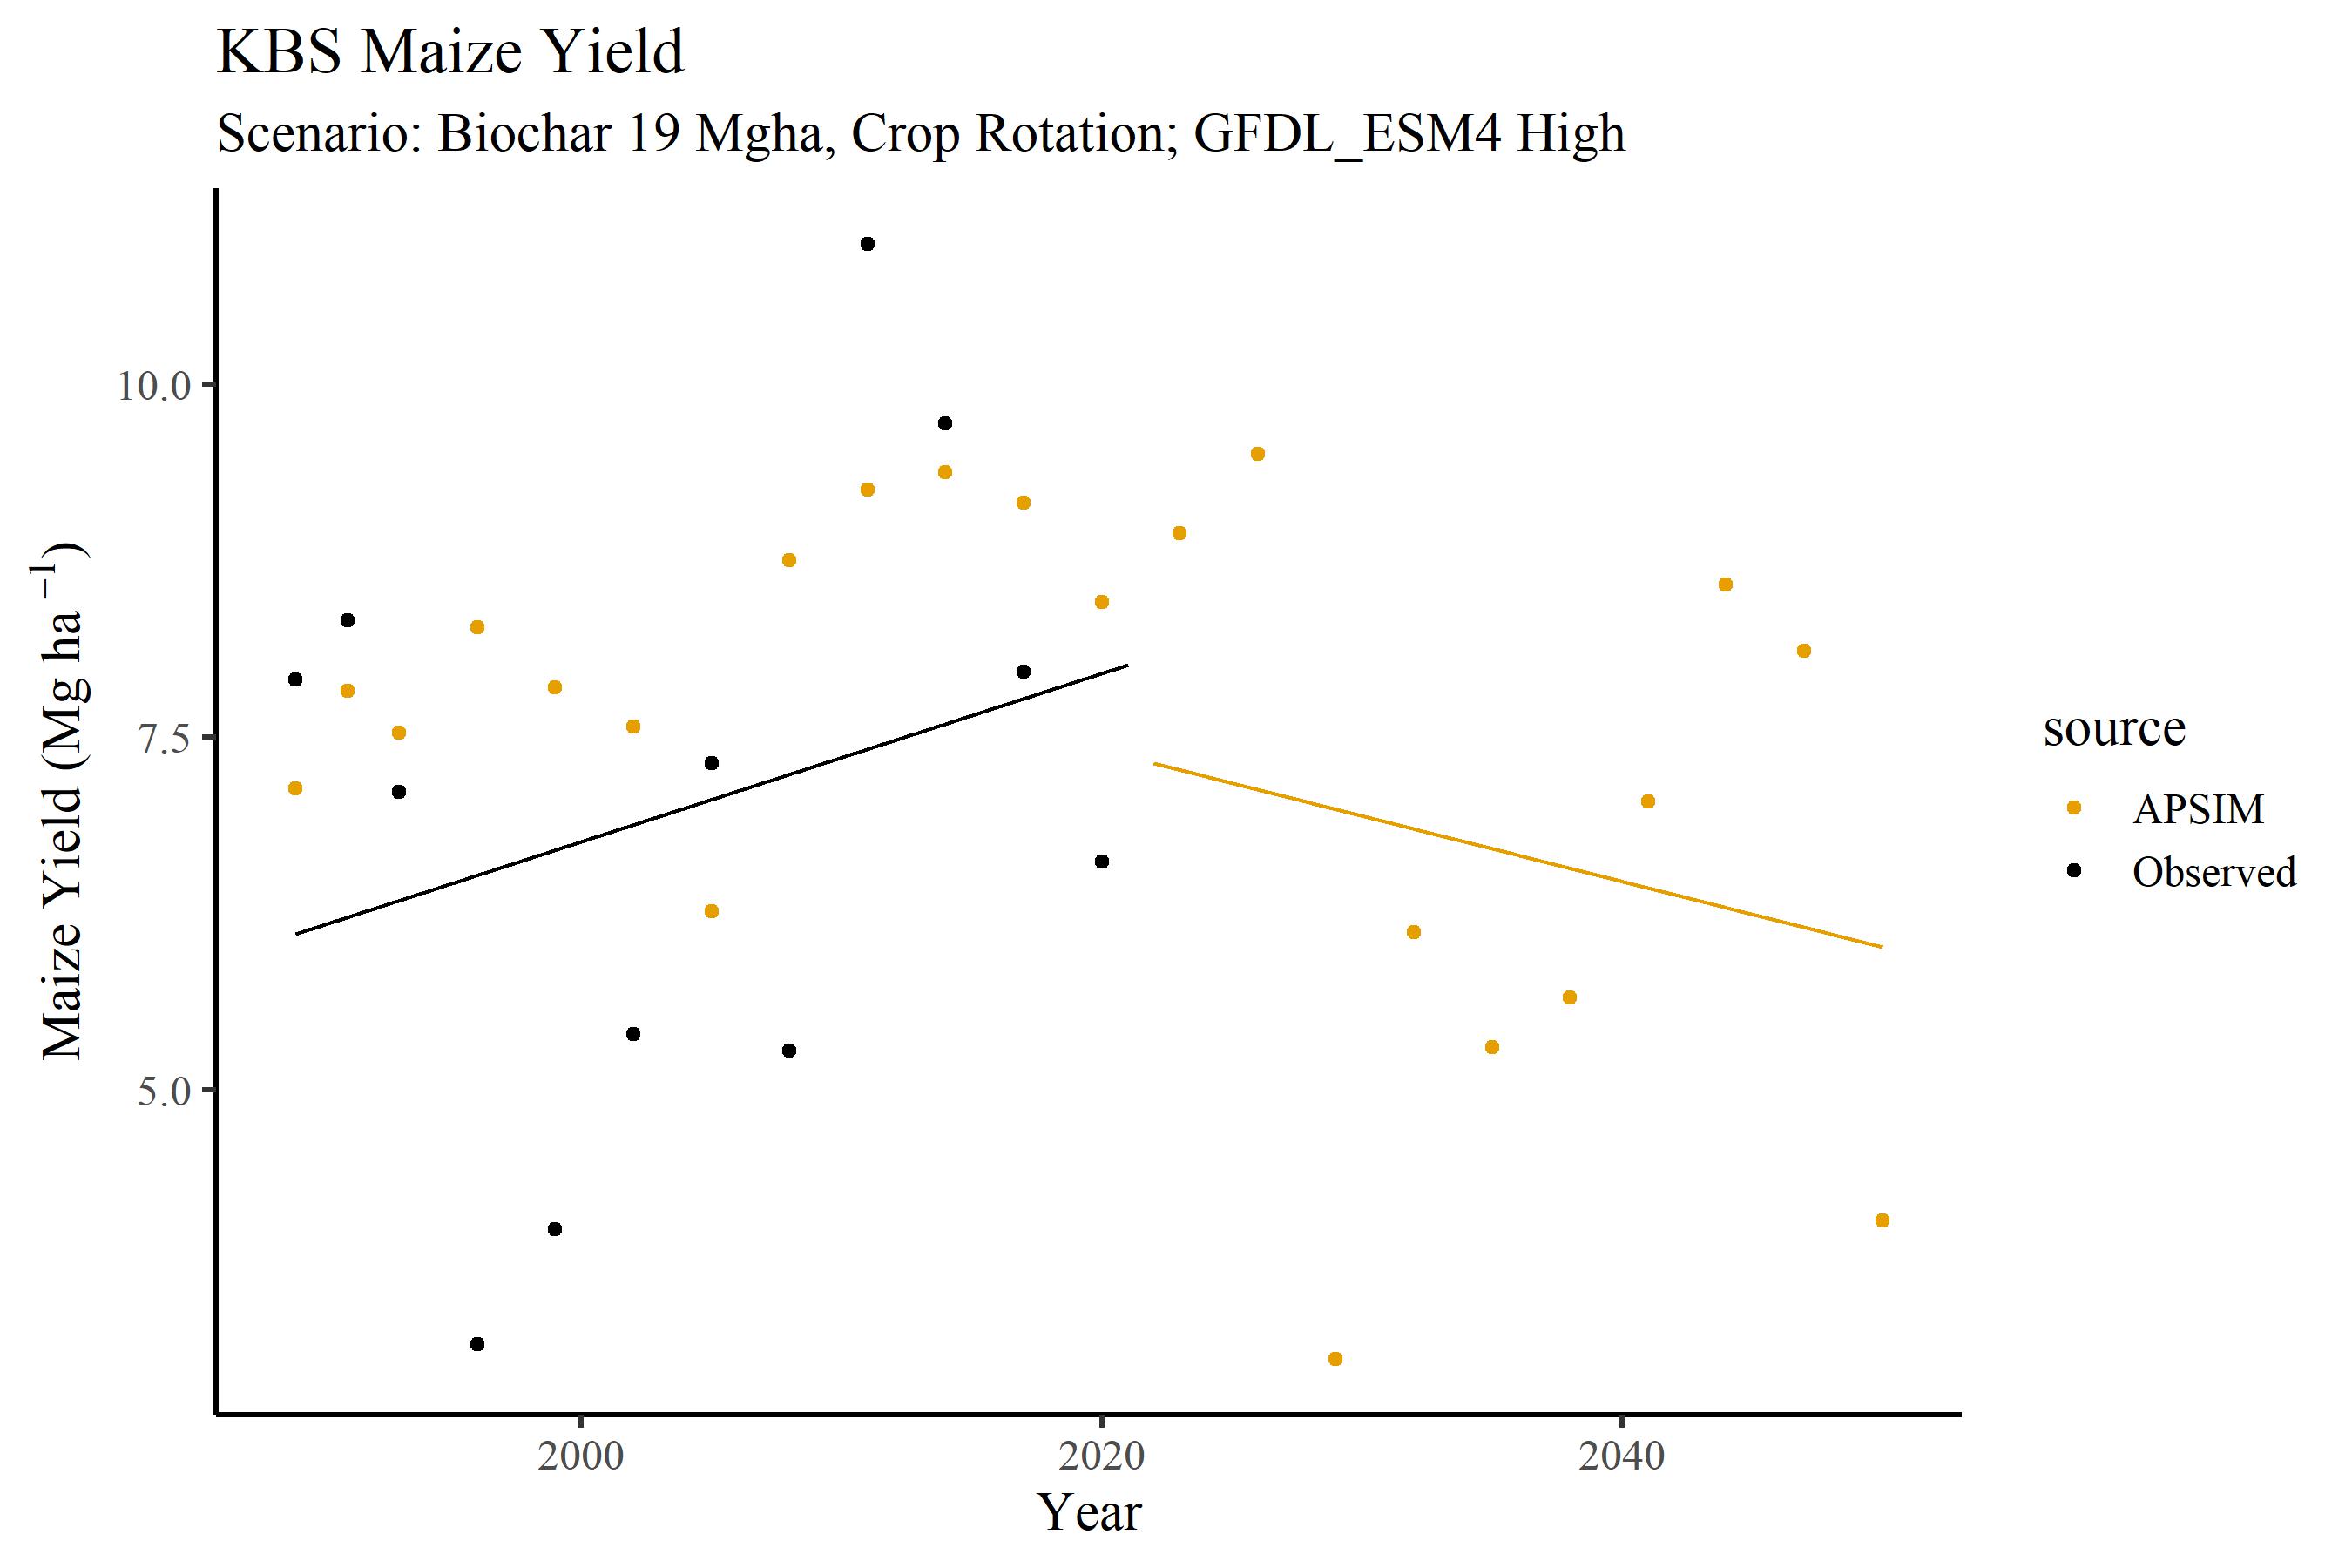 KBS Maize Yield
Scenario: Biochar 19 Mgha, Crop Rotation; GFDL_ESM4 High
Maize Yield (Mg ha ⁻¹)
10.0
7.5
5.0
2000
2020
2040
Year
source
APSIM
Observed